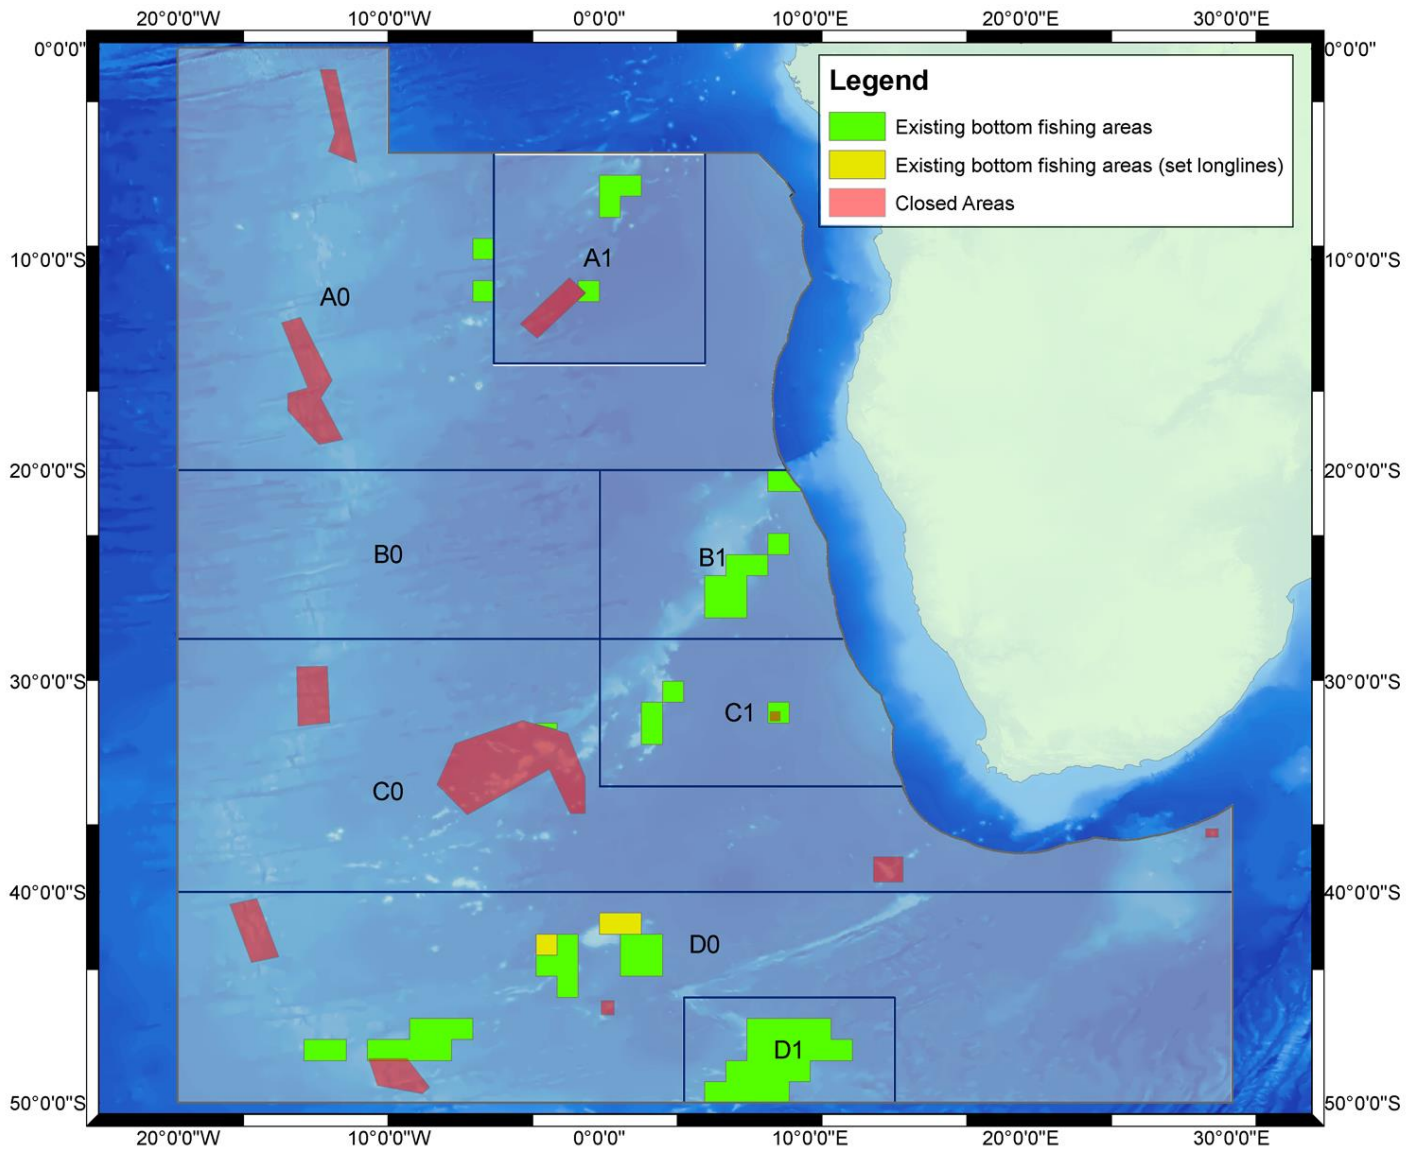 20°0'0"W 10°0'0"W 0°0'0" 10°0'0"E 20°0'0"E 30°0'0"E
0°0'0" 0°0'0"
Legend
Existing bottom fishing areas
Existing bottom fishing areas (set longlines)
Closed Areas
10°0'0"S A1 10°0'0"S
A0
20°0'0"S 20°0'0"S
B0 B1
30°0'0"S 30°0'0"S
C1
C0
40°0'0"S 40°0'0"S
D0
D1
50°0'0"S 50°0'0"S
20°0'0"W 10°0'0"W 0°0'0" 10°0'0"E 20°0'0"E 30°0'0"E